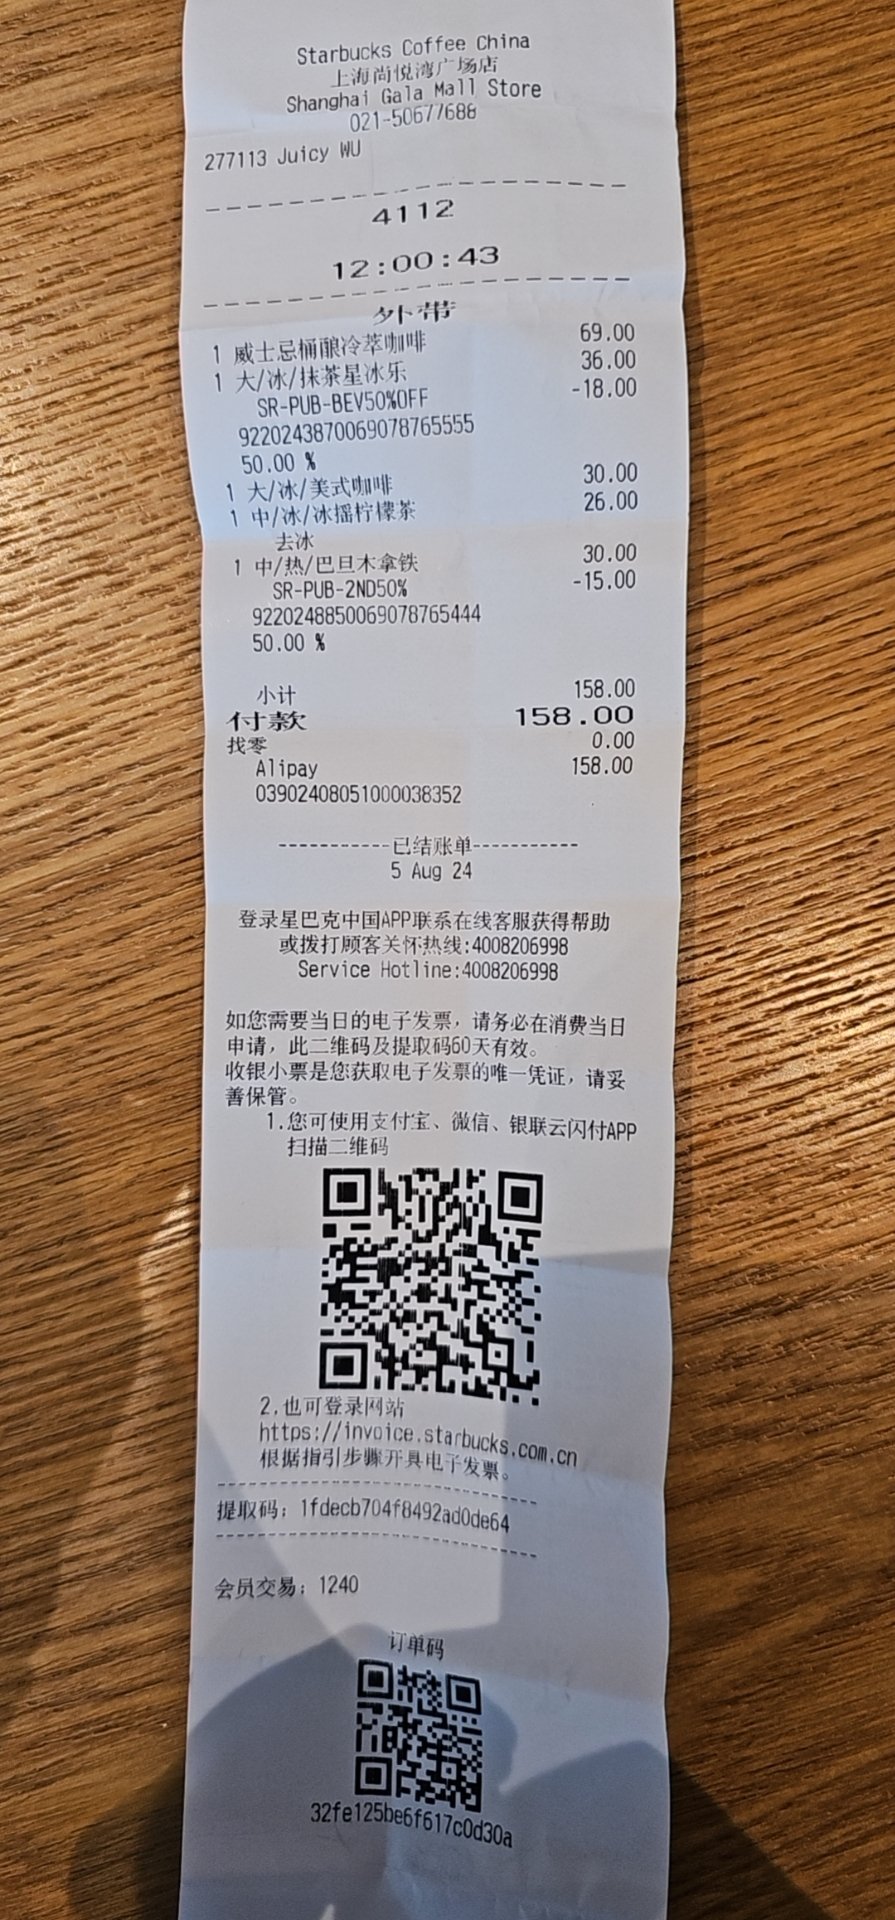 Starbucks Coffee China
上海尚悦湾广场店
Shanghai Gala Mall Store
021-50677688
277113 Juicy WU
4112
12:00:43
外带
1 威士忌桶酿冷萃咖啡 69.00
1 大/冰/抹茶星冰乐 36.00
SR-PUB-BEV50%OFF -18.00
9220243870069078765555
50.00 %
1 大/冰/美式咖啡 30.00
1 中/冰/冰摇柠檬茶 26.00
去冰
1 中/热/巴旦木拿铁 30.00
SR-PUB-2ND50% -15.00
9220248850069078765444
50.00 %
小计 158.00
付款 158.00
找零 0.00
Alipay 158.00
03902408051000038352
-----------已结账单-----------
5 Aug 24
登录星巴克中国APP联系在线客服获得帮助
或拨打顾客关怀热线:4008206998
Service Hotline:4008206998
如您需要当日的电子发票，请务必在消费当日
申请，此二维码及提取码60天有效。
收银小票是您获取电子发票的唯一凭证，请妥
善保管。
1.您可使用支付宝、微信、银联云闪付APP
扫描二维码
2.也可登录网站
https://invoice.starbucks.com.cn
根据指引步骤开具电子发票。
提取码：1fdecb704f8492ad0de64
会员交易：1240
订单码
32fe125be6f617c0d30a